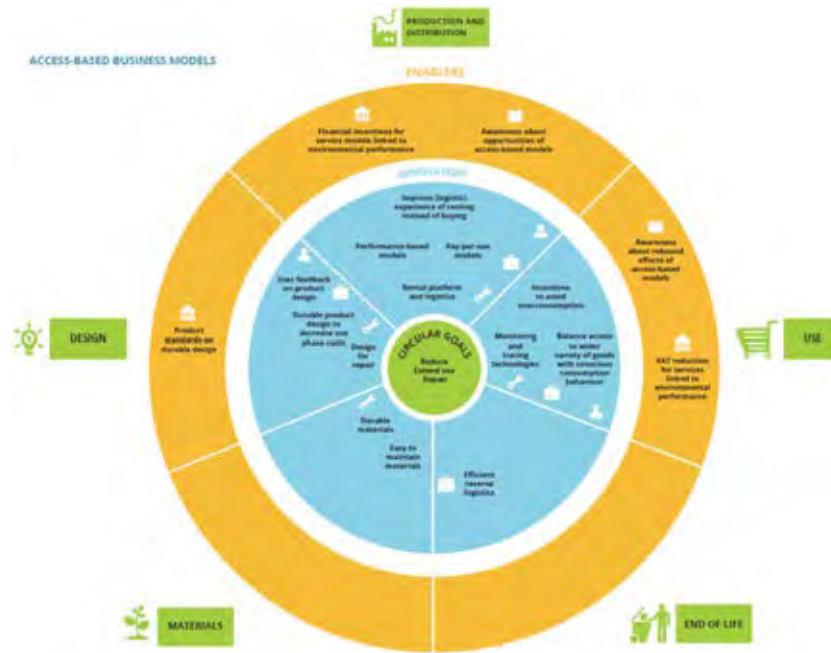 PRODUCTION AND
DISTRIBUTION
ACCESS-BASED BUSINESS MODELS
ENABLERS
Financial incentives for
service models linked to
environmental performance
Awareness about
opportunities of
access-based models
INNOVATION
Improve (logistic)
experience of renting
instead of buying
Performance-based
models
Pay-per-use
models
Rental platform
and logistics
User feedback
on product
design
Durable product
design to
decrease use
phase costs
Design
for
repair
Incentives
to avoid
overconsumption
Monitoring
and
tracing
technologies
Balance access
to wider
variety of goods
with conscious
consumption
behaviour
Awareness
about rebound
effects of
access-based
models
VAT reduction
for services
linked to
environmental
performance
Product
standards on
durable design
DESIGN
USE
CIRCULAR GOALS
Reduce
Extend use
Repair
Durable
materials
Easy to
maintain
materials
Efficient
reverse
logistics
MATERIALS
END OF LIFE